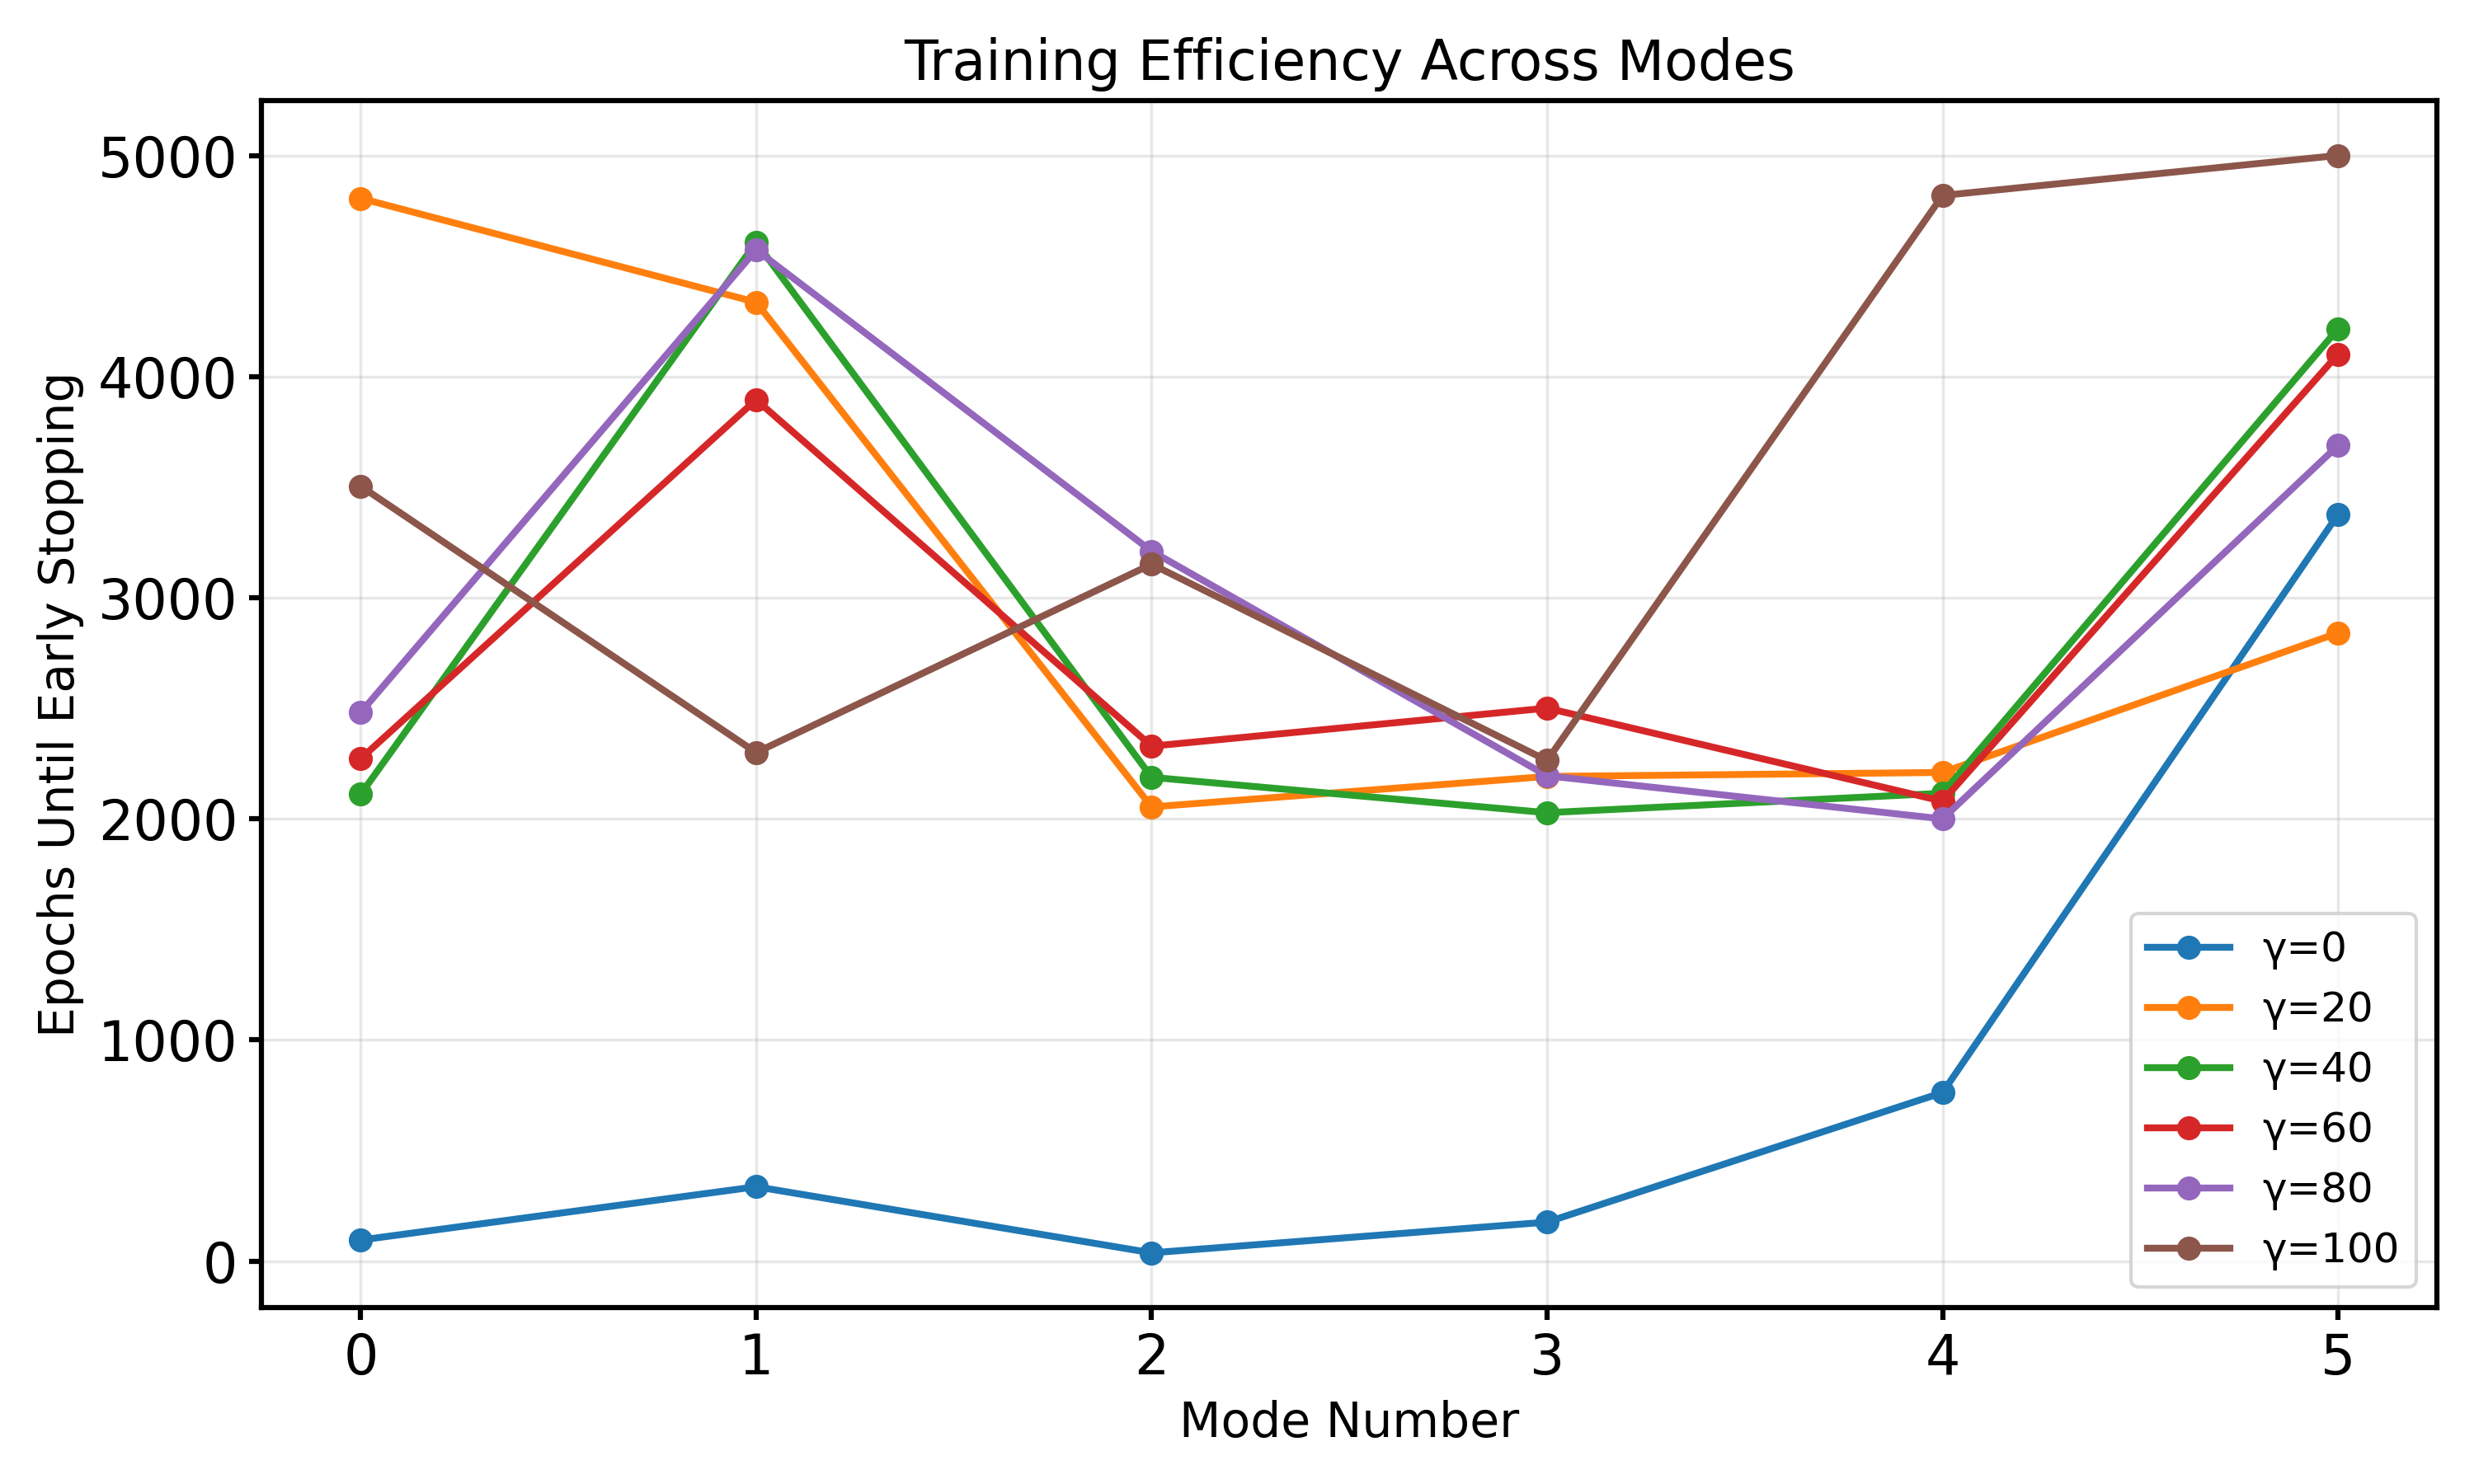 Training Efficiency Across Modes
Epochs Until Early Stopping
5000
4000
3000
2000
1000
0
0 1 2 3 4 5
Mode Number
γ=0
γ=20
γ=40
γ=60
γ=80
γ=100